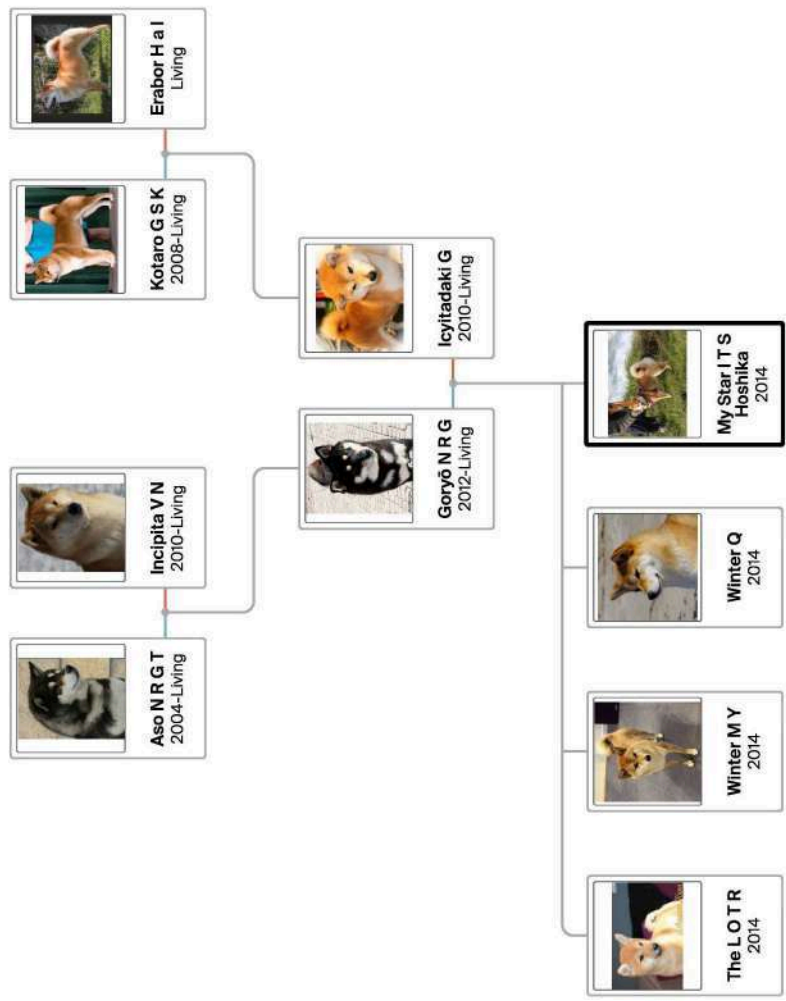 Aso N R G T
2004-Living
Incipita V N
2010-Living
Kotaro G S K
2008-Living
Erabor H a I
Living
Goryō N R G
2012-Living
Icyitadaki G
2010-Living
The L O T R
2014
Winter M Y
2014
Winter Q
2014
My Star I T S
Hoshika
2014